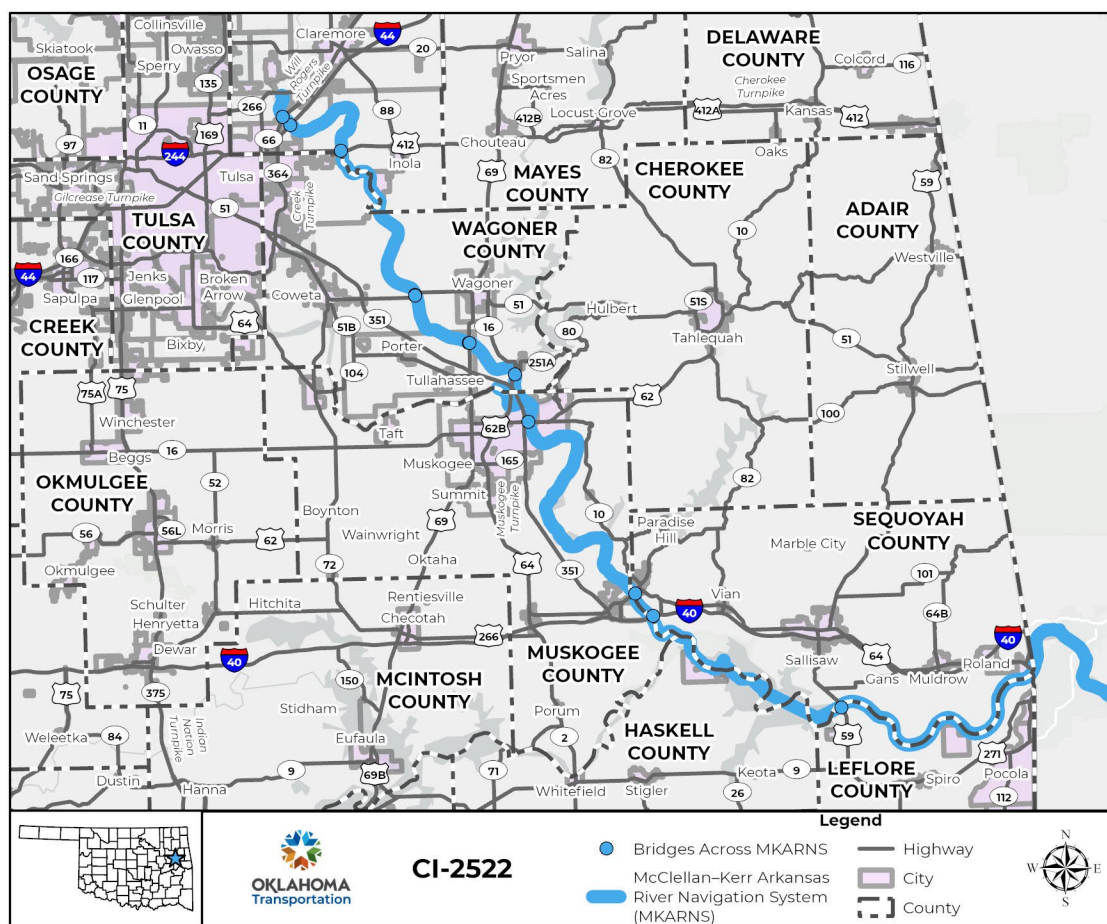 Collinsville
Skiatook
Owasso
Claremore
44
20
Pryor
Salina
DELAWARE
COUNTY
Colcord
116
OSAGE
COUNTY
Sperry
135
Will
Rogers
Turnpike
Sportsmen
Acres
Cherokee
Turnpike
266
88
412B
Locust Grove
412A
Kansas
412
11
169
66
412
Chouteau
97
244
Inola
82
Oaks
Sand Springs
Tulsa
364
69
MAYES
COUNTY
CHEROKEE
COUNTY
59
Gilcrease Turnpike
51
Creek
Turnpike
TULSA
COUNTY
WAGONER
COUNTY
10
ADAIR
COUNTY
44
166
117
Jenks
Broken
Arrow
Westville
Sapulpa
Glenpool
Coweta
Wagoner
51
Hulbert
51S
CREEK
COUNTY
64
51B
351
16
80
Tahlequah
51
Bixby
Porter
251A
Stilwell
75A
75
104
Tullahassee
62
Winchester
Taft
62B
100
Beggs
16
Muskogee
165
OKMULGEE
COUNTY
52
Summit
Muskogee
Turnpike
82
Boynton
10
Paradise
Hill
SEQUOYAH
COUNTY
56
56L
Morris
62
Wainwright
69
Marble City
Okmulgee
72
Oktaha
64
351
101
Schulter
Hitchita
Rentiesville
Vian
64B
Henryetta
Checotah
266
40
40
Dewar
40
MUSKOGEE
COUNTY
Sallisaw
64
Roland
Gans
Muldrow
75
375
150
MCINTOSH
COUNTY
Stidham
Porum
HASKELL
COUNTY
59
271
Weleetka
84
Indian
Nation
Turnpike
Eufaula
2
LEFLORE
COUNTY
Spiro
Pocola
Dustin
Hanna
9
69B
71
Whitefield
Stigler
Keota
9
26
112
Legend
OKLAHOMA
Transportation
CI-2522
Bridges Across MKARNS
McClellan–Kerr Arkansas
River Navigation System
(MKARNS)
Highway
City
County
N
W
E
S